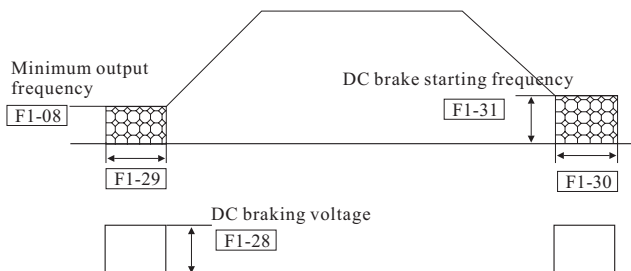 Minimum output
frequency
F1-08
DC brake starting frequency
F1-31
F1-29
F1-30
DC braking voltage
F1-28